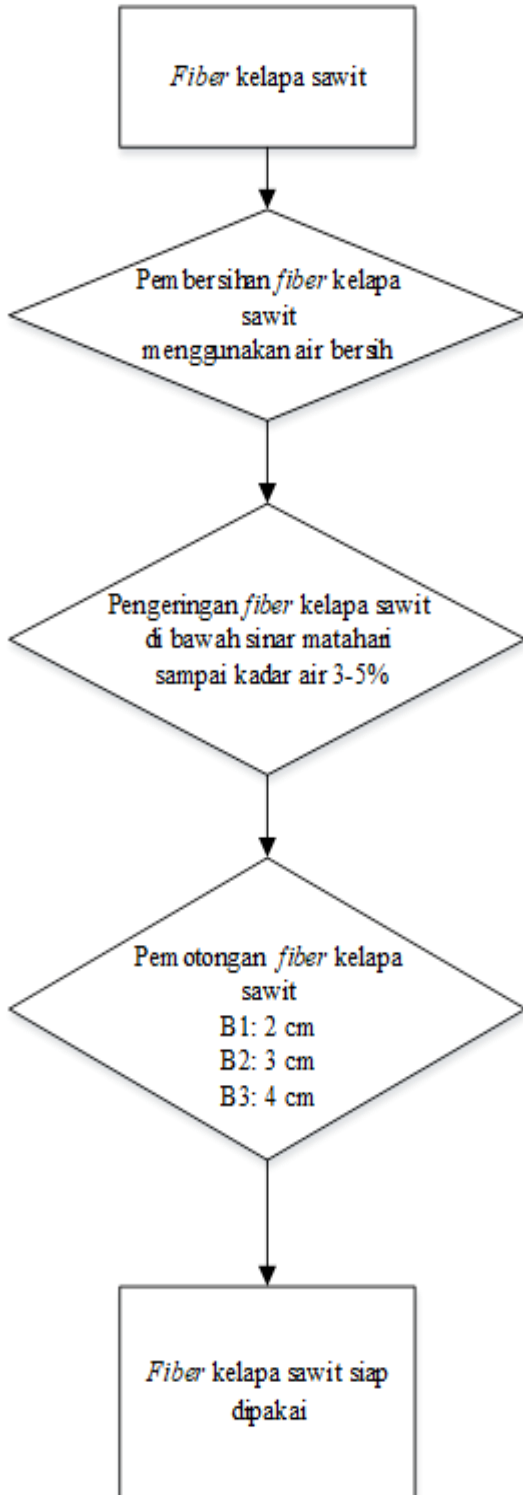 Fiber kelapa sawit
Pembersihan fiber kelapa
sawit
menggunakan air bersih
Pengeringan fiber kelapa sawit
di bawah sinar matahari
sampai kadar air 3-5%
Pemotongan fiber kelapa
sawit
B1: 2 cm
B2: 3 cm
B3: 4 cm
Fiber kelapa sawit siap
dipakai